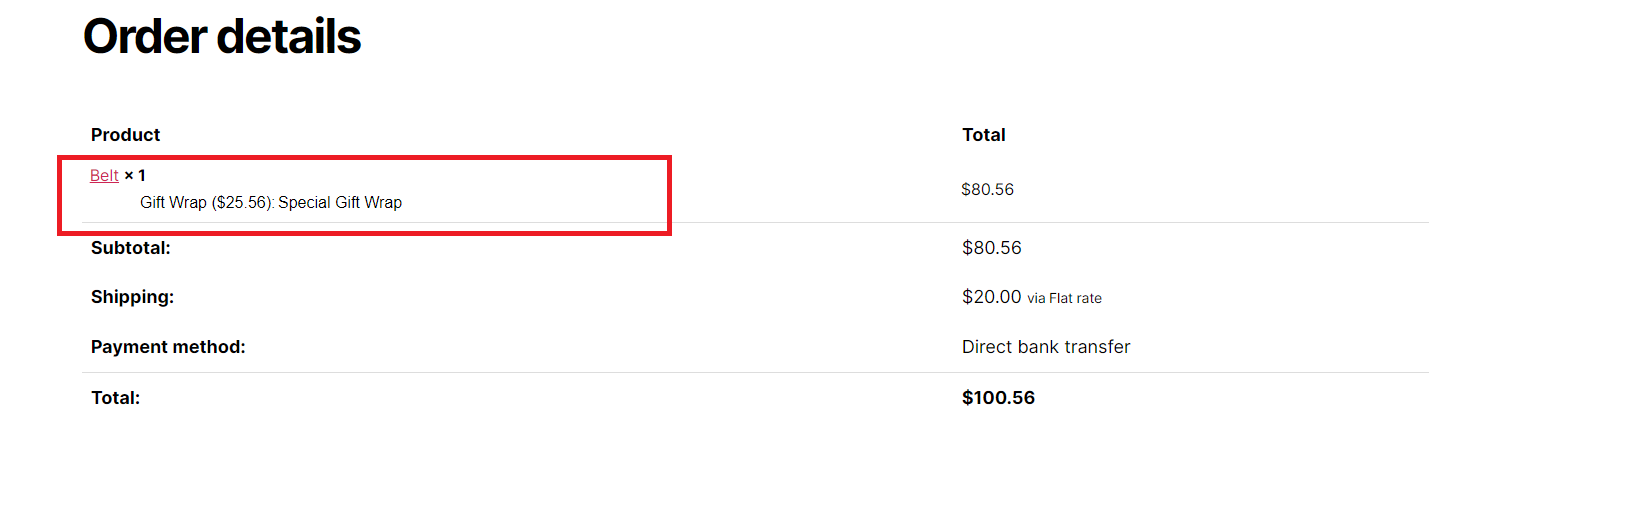 Order details
Product Total
Belt × 1
$80.56
Gift Wrap ($25.56): Special Gift Wrap
Subtotal: $80.56
Shipping: $20.00 via Flat rate
Payment method: Direct bank transfer
Total: $100.56